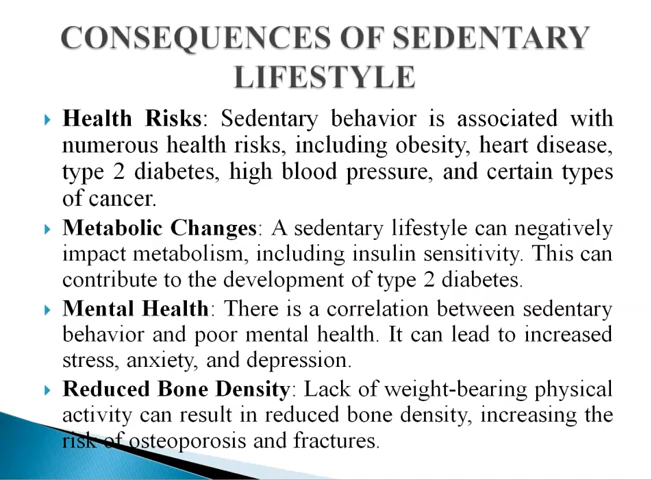 CONSEQUENCES OF SEDENTARY
LIFESTYLE
Health Risks: Sedentary behavior is associated with
numerous health risks, including obesity, heart disease,
type 2 diabetes, high blood pressure, and certain types
of cancer.
Metabolic Changes: A sedentary lifestyle can negatively
impact metabolism, including insulin sensitivity. This can
contribute to the development of type 2 diabetes.
Mental Health: There is a correlation between sedentary
behavior and poor mental health. It can lead to increased
stress, anxiety, and depression.
Reduced Bone Density: Lack of weight-bearing physical
activity can result in reduced bone density, increasing the
risk of osteoporosis and fractures.